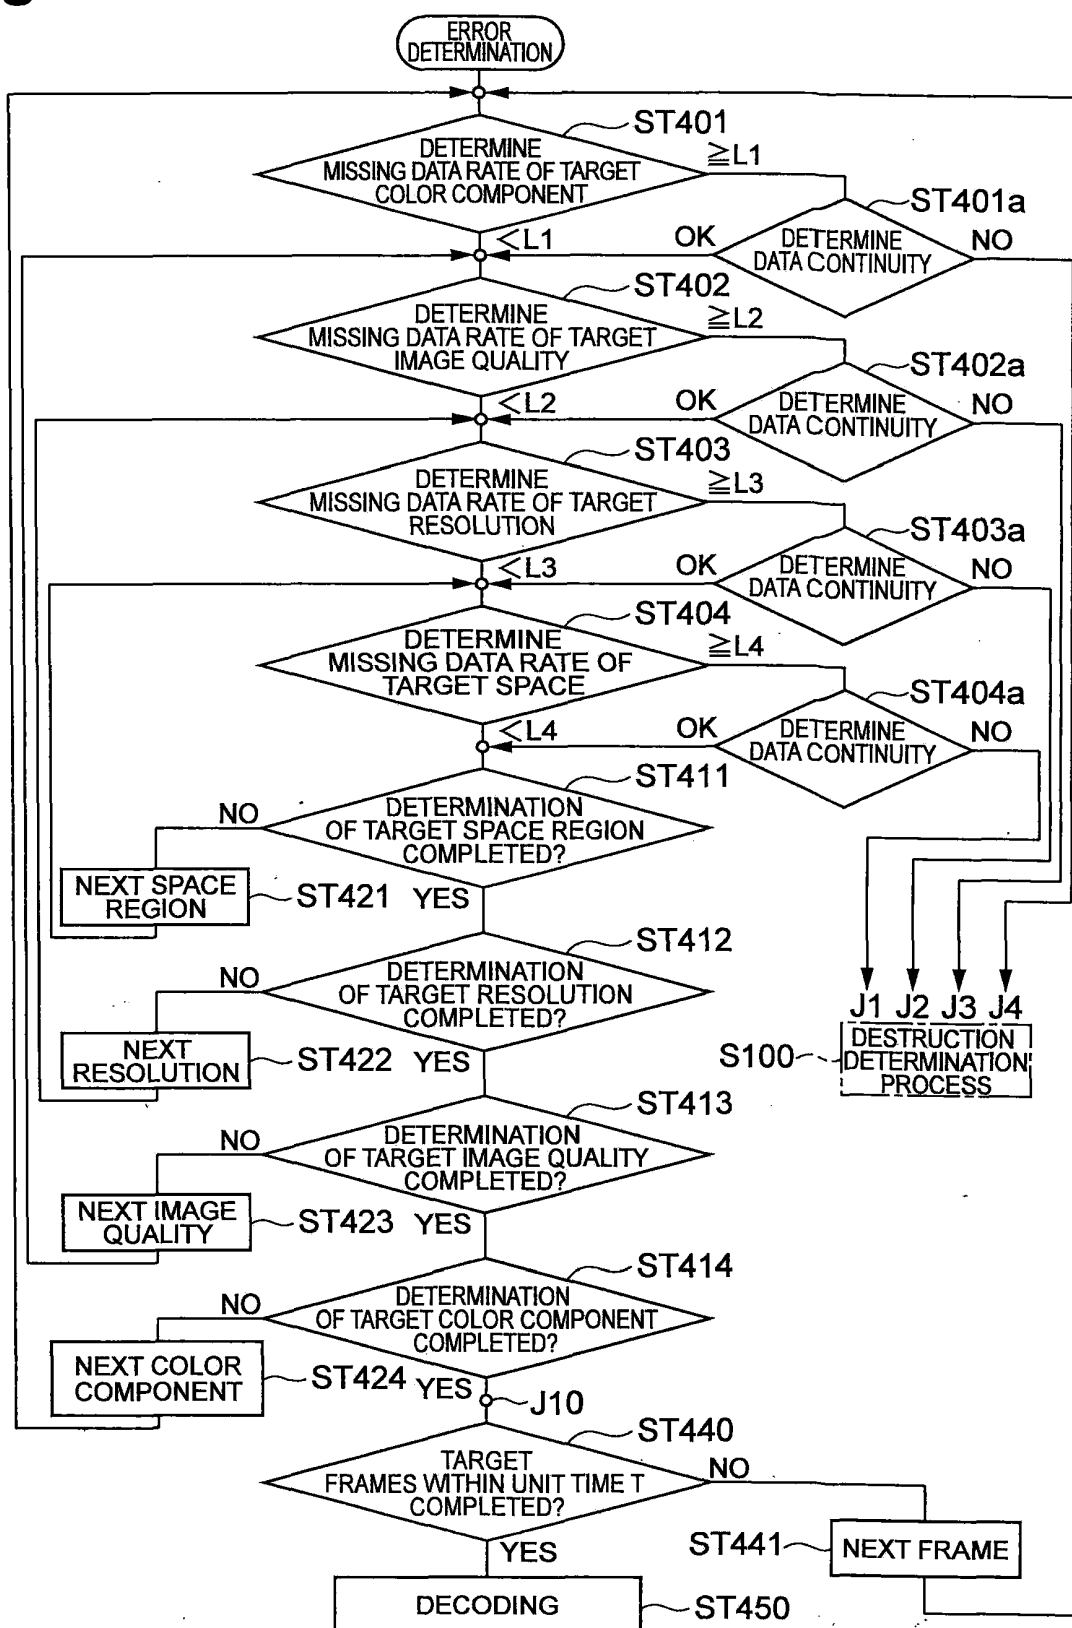 ERROR
DETERMINATION
ST401
DETERMINE
MISSING DATA RATE OF TARGET
COLOR COMPONENT
≧L1
ST401a
<L1
OK
DETERMINE
DATA CONTINUITY
NO
ST402
DETERMINE
MISSING DATA RATE OF TARGET
IMAGE QUALITY
≧L2
ST402a
<L2
OK
DETERMINE
DATA CONTINUITY
NO
ST403
DETERMINE
MISSING DATA RATE OF TARGET
RESOLUTION
≧L3
ST403a
<L3
OK
DETERMINE
DATA CONTINUITY
NO
ST404
DETERMINE
MISSING DATA RATE OF
TARGET SPACE
≧L4
ST404a
<L4
OK
DETERMINE
DATA CONTINUITY
NO
ST411
DETERMINATION
OF TARGET SPACE REGION
COMPLETED?
NO
NEXT SPACE
REGION
ST421
YES
ST412
DETERMINATION
OF TARGET RESOLUTION
COMPLETED?
NO
J1 J2 J3 J4
S100
DESTRUCTION
DETERMINATION
PROCESS
NEXT
RESOLUTION
ST422
YES
ST413
DETERMINATION
OF TARGET IMAGE QUALITY
COMPLETED?
NO
NEXT IMAGE
QUALITY
ST423
YES
ST414
DETERMINATION
OF TARGET COLOR COMPONENT
COMPLETED?
NO
NEXT COLOR
COMPONENT
ST424
YES
J10
ST440
TARGET
FRAMES WITHIN UNIT TIME T
COMPLETED?
NO
YES
ST441
NEXT FRAME
DECODING
ST450